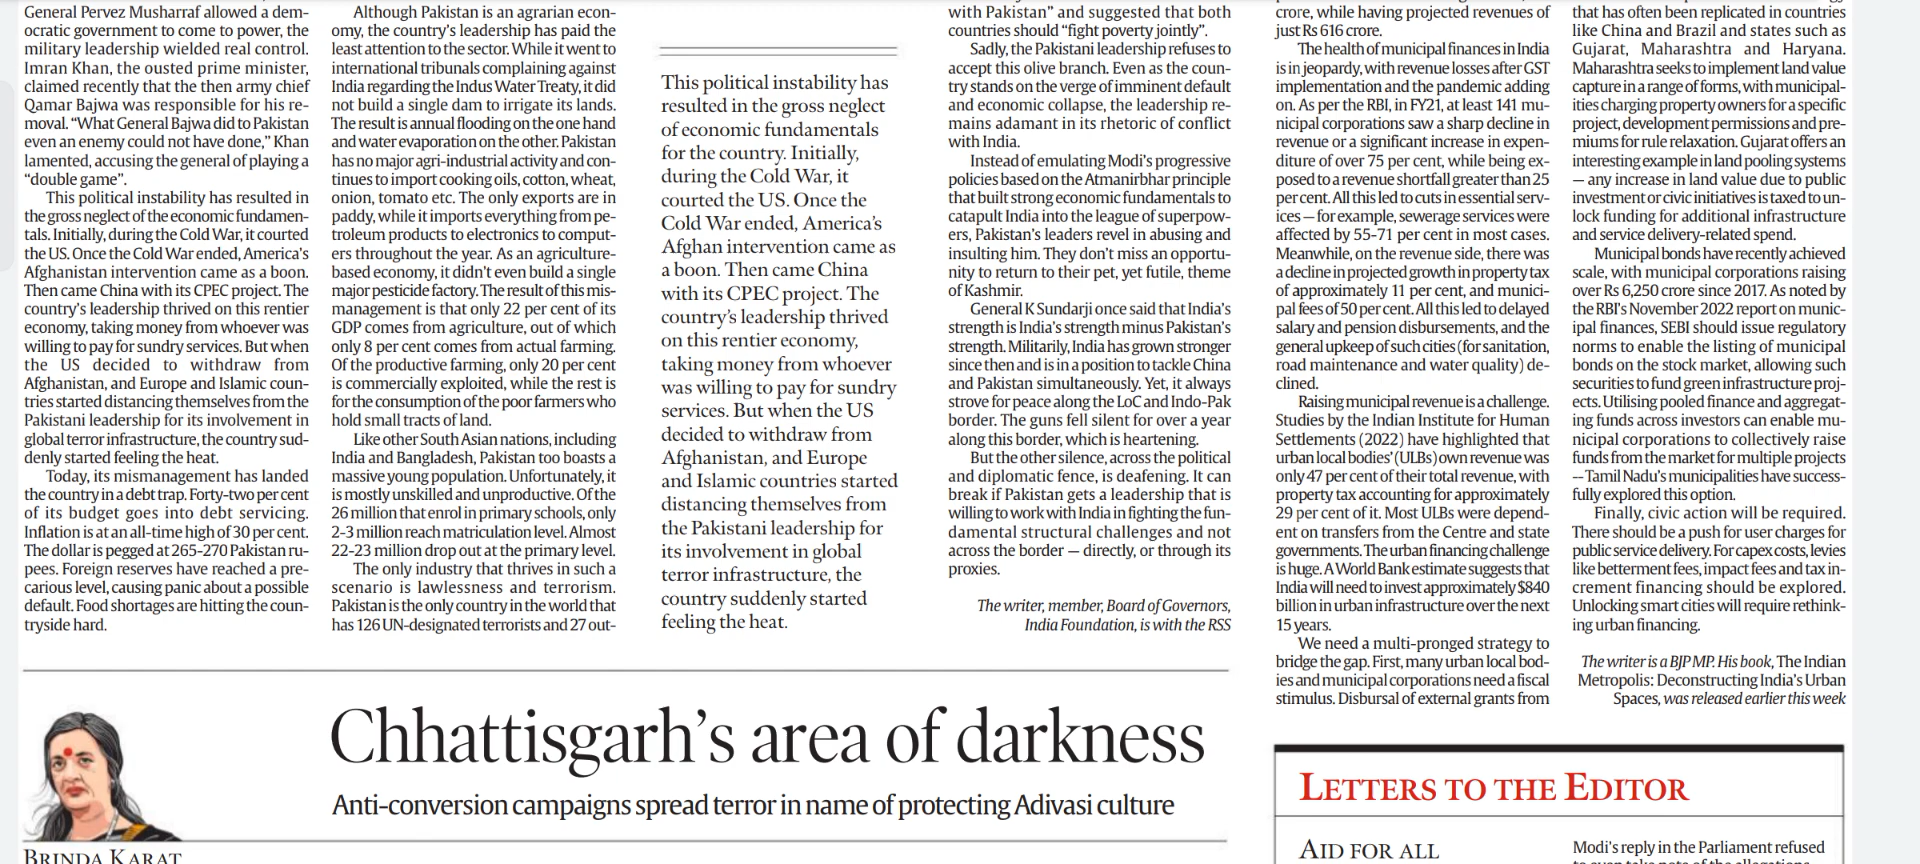 General Pervez Musharraf allowed a dem-
ocratic government to come to power, the
military leadership wielded real control.
Imran Khan, the ousted prime minister,
claimed recently that the then army chief
Qamar Bajwa was responsible for his re-
moval. “What General Bajwa did to Pakistan
even an enemy could not have done,” Khan
lamented, accusing the general of playing a
“double game”.
This political instability has resulted in
the gross neglect of the economic fundamen-
tals. Initially, during the Cold War, it courted
the US. Once the Cold War ended, America’s
Afghanistan intervention came as a boon.
Then came China with its CPEC project. The
country’s leadership thrived on this rentier
economy, taking money from whoever was
willing to pay for sundry services. But when
the US decided to withdraw from
Afghanistan, and Europe and Islamic coun-
tries started distancing themselves from the
Pakistani leadership for its involvement in
global terror infrastructure, the country sud-
denly started feeling the heat.
Today, its mismanagement has landed
the country in a debt trap. Forty-two per cent
of its budget goes into debt servicing.
Inflation is at an all-time high of 30 per cent.
The dollar is pegged at 265-270 Pakistan ru-
pees. Foreign reserves have reached a pre-
carious level, causing panic about a possible
default. Food shortages are hitting the coun-
tryside hard.
Although Pakistan is an agrarian econ-
omy, the country’s leadership has paid the
least attention to the sector. While it went to
international tribunals complaining against
India regarding the Indus Water Treaty, it did
not build a single dam to irrigate its lands.
The result is annual flooding on the one hand
and water evaporation on the other. Pakistan
has no major agri-industrial activity and con-
tinues to import cooking oils, cotton, wheat,
onion, tomato etc. The only exports are in
paddy, while it imports everything from pe-
troleum products to electronics to comput-
ers throughout the year. As an agriculture-
based economy, it didn’t even build a single
major pesticide factory. The result of this mis-
management is that only 22 per cent of its
GDP comes from agriculture, out of which
only 8 per cent comes from actual farming.
Of the productive farming, only 20 per cent
is commercially exploited, while the rest is
for the consumption of the poor farmers who
hold small tracts of land.
Like other South Asian nations, including
India and Bangladesh, Pakistan too boasts a
massive young population. Unfortunately, it
is mostly unskilled and unproductive. Of the
26 million that enrol in primary schools, only
2-3 million reach matriculation level. Almost
22-23 million drop out at the primary level.
The only industry that thrives in such a
scenario is lawlessness and terrorism.
Pakistan is the only country in the world that
has 126 UN-designated terrorists and 27 out-
This political instability has
resulted in the gross neglect
of economic fundamentals
for the country. Initially,
during the Cold War, it
courted the US. Once the
Cold War ended, America’s
Afghan intervention came as
a boon. Then came China
with its CPEC project. The
country’s leadership thrived
on this rentier economy,
taking money from whoever
was willing to pay for sundry
services. But when the US
decided to withdraw from
Afghanistan, and Europe
and Islamic countries started
distancing themselves from
the Pakistani leadership for
its involvement in global
terror infrastructure, the
country suddenly started
feeling the heat.
with Pakistan” and suggested that both
countries should “fight poverty jointly”.
Sadly, the Pakistani leadership refuses to
accept this olive branch. Even as the coun-
try stands on the verge of imminent default
and economic collapse, the leadership re-
mains adamant in its rhetoric of conflict
with India.
Instead of emulating Modi’s progressive
policies based on the Atmanirbhar principle
that built strong economic fundamentals to
catapult India into the league of superpow-
ers, Pakistan’s leaders revel in abusing and
insulting him. They don’t miss an opportu-
nity to return to their pet, yet futile, theme
of Kashmir.
General K Sundarji once said that India’s
strength is India’s strength minus Pakistan’s
strength. Militarily, India has grown stronger
since then and is in a position to tackle China
and Pakistan simultaneously. Yet, it always
strove for peace along the LoC and Indo-Pak
border. The guns fell silent for over a year
along this border, which is heartening.
But the other silence, across the political
and diplomatic fence, is deafening. It can
break if Pakistan gets a leadership that is
willing to work with India in fighting the fun-
damental structural challenges and not
across the border — directly, or through its
proxies.
The writer, member, Board of Governors,
India Foundation, is with the RSS
crore, while having projected revenues of
just Rs 616 crore.
The health of municipal finances in India
is in jeopardy, with revenue losses after GST
implementation and the pandemic adding
on. As per the RBI, in FY21, at least 141 mu-
nicipal corporations saw a sharp decline in
revenue or a significant increase in expen-
diture of over 75 per cent, while being ex-
posed to a revenue shortfall greater than 25
per cent. All this led to cuts in essential serv-
ices — for example, sewerage services were
affected by 55-71 per cent in most cases.
Meanwhile, on the revenue side, there was
a decline in projected growth in property tax
of approximately 11 per cent, and munici-
pal fees of 50 per cent. All this led to delayed
salary and pension disbursements, and the
general upkeep of such cities (for sanitation,
road maintenance and water quality) de-
clined.
Raising municipal revenue is a challenge.
Studies by the Indian Institute for Human
Settlements (2022) have highlighted that
urban local bodies’ (ULBs) own revenue was
only 47 per cent of their total revenue, with
property tax accounting for approximately
29 per cent of it. Most ULBs were depend-
ent on transfers from the Centre and state
governments. The urban financing challenge
is huge. A World Bank estimate suggests that
India will need to invest approximately $840
billion in urban infrastructure over the next
15 years.
We need a multi-pronged strategy to
bridge the gap. First, many urban local bod-
ies and municipal corporations need a fiscal
stimulus. Disbursal of external grants from
that has often been replicated in countries
like China and Brazil and states such as
Gujarat, Maharashtra and Haryana.
Maharashtra seeks to implement land value
capture in a range of forms, with municipal-
ities charging property owners for a specific
project, development permissions and pre-
miums for rule relaxation. Gujarat offers an
interesting example in land pooling systems
— any increase in land value due to public
investment or civic initiatives is taxed to un-
lock funding for additional infrastructure
and service delivery-related spend.
Municipal bonds have recently achieved
scale, with municipal corporations raising
over Rs 6,250 crore since 2017. As noted by
the RBI’s November 2022 report on munic-
ipal finances, SEBI should issue regulatory
norms to enable the listing of municipal
bonds on the stock market, allowing such
securities to fund green infrastructure proj-
ects. Utilising pooled finance and aggregat-
ing funds across investors can enable mu-
nicipal corporations to collectively raise
funds from the market for multiple projects
-- Tamil Nadu’s municipalities have success-
fully explored this option.
Finally, civic action will be required.
There should be a push for user charges for
public service delivery. For capex costs, levies
like betterment fees, impact fees and tax in-
crement financing should be explored.
Unlocking smart cities will require rethink-
ing urban financing.
The writer is a BJP MP. His book, The Indian
Metropolis: Deconstructing India’s Urban
Spaces, was released earlier this week
Chhattisgarh’s area of darkness
Anti-conversion campaigns spread terror in name of protecting Adivasi culture
BRINDA KARAT
LETTERS TO THE EDITOR
AID FOR ALL
Modi’s reply in the Parliament refused